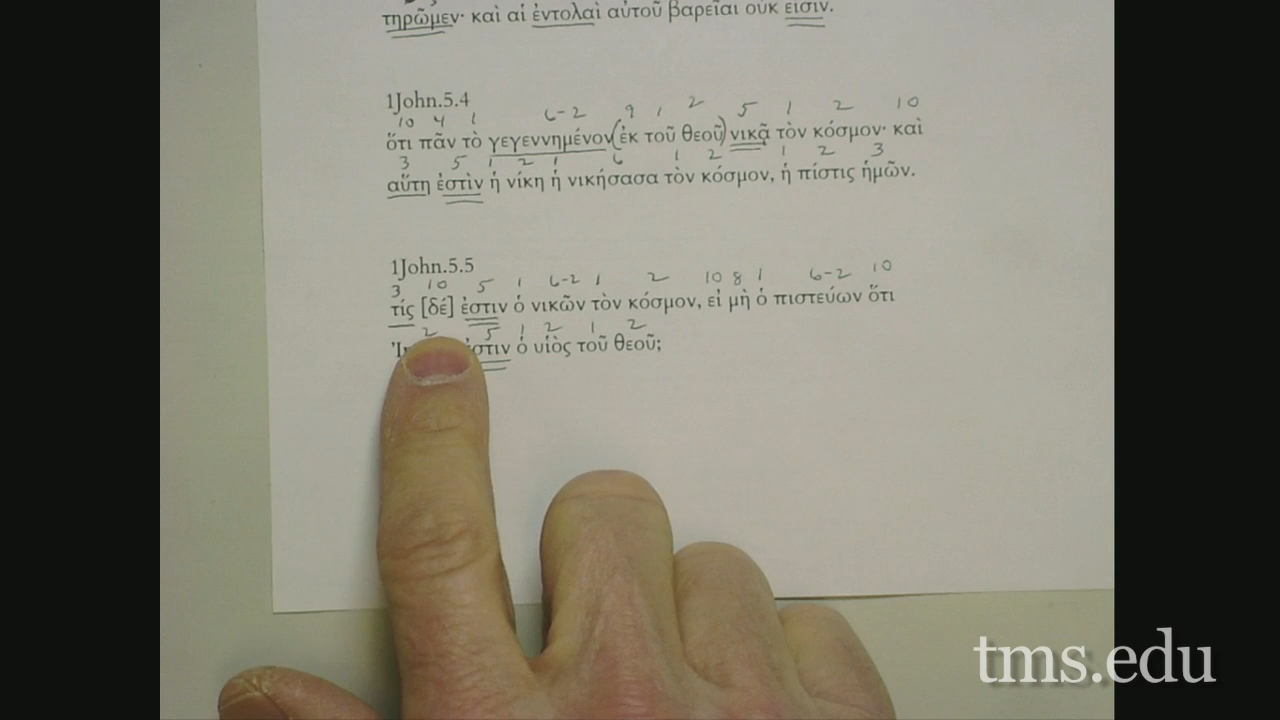 τηρῶμεν· καὶ αἱ ἐντολαὶ αὐτοῦ βαρεῖαι οὐκ εἰσίν.
1John.5.4
10 4 1 6-2 9 1 2 5 1 2 10
ὅτι πᾶν τὸ γεγεννημένον (ἐκ τοῦ θεοῦ) νικᾷ τὸν κόσμον· καὶ
3 5 1 2 1 6 1 2 1 2 3
αὕτη ἐστὶν ἡ νίκη ἡ νικήσασα τὸν κόσμον, ἡ πίστις ἡμῶν.
1John.5.5
3 10 5 1 6-2 1 2 10 8 1 6-2 10
τίς [δέ] ἐστιν ὁ νικῶν τὸν κόσμον, εἰ μὴ ὁ πιστεύων ὅτι
2 5 1 2 1 2
ὁ υἱὸς τοῦ θεοῦ;
tms.edu